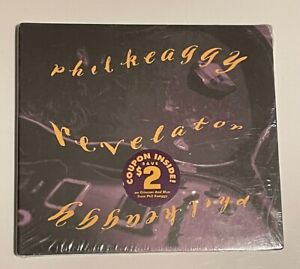 phil keaggy
revelator
COUPON INSIDE!
SAVE
$2
on Crimson And Blue
from Phil Keaggy
phil keaggy